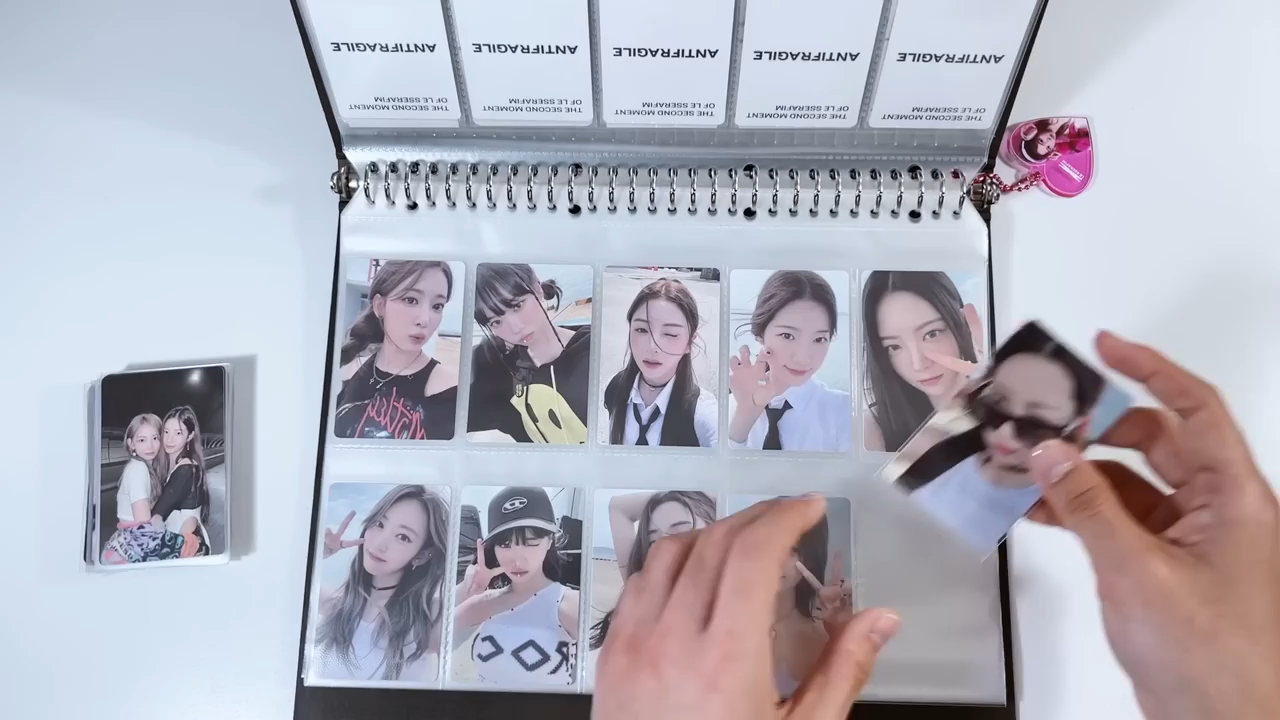 ANTIFRAGILE
THE SECOND MOMENT
OF LE SSERAFIM
ANTIFRAGILE
THE SECOND MOMENT
OF LE SSERAFIM
ANTIFRAGILE
THE SECOND MOMENT
OF LE SSERAFIM
ANTIFRAGILE
THE SECOND MOMENT
OF LE SSERAFIM
ANTIFRAGILE
THE SECOND MOMENT
OF LE SSERAFIM